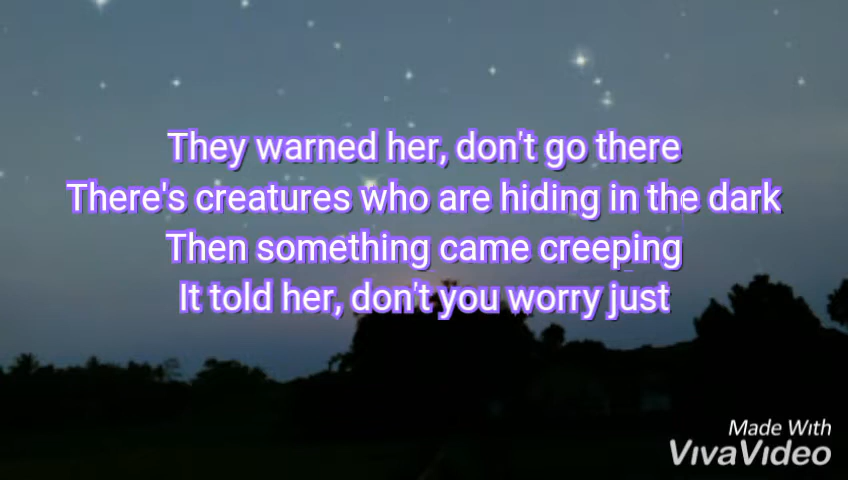 They warned her, don't go there
There's creatures who are hiding in the dark
Then something came creeping
It told her, don't you worry just
Made With
VivaVideo